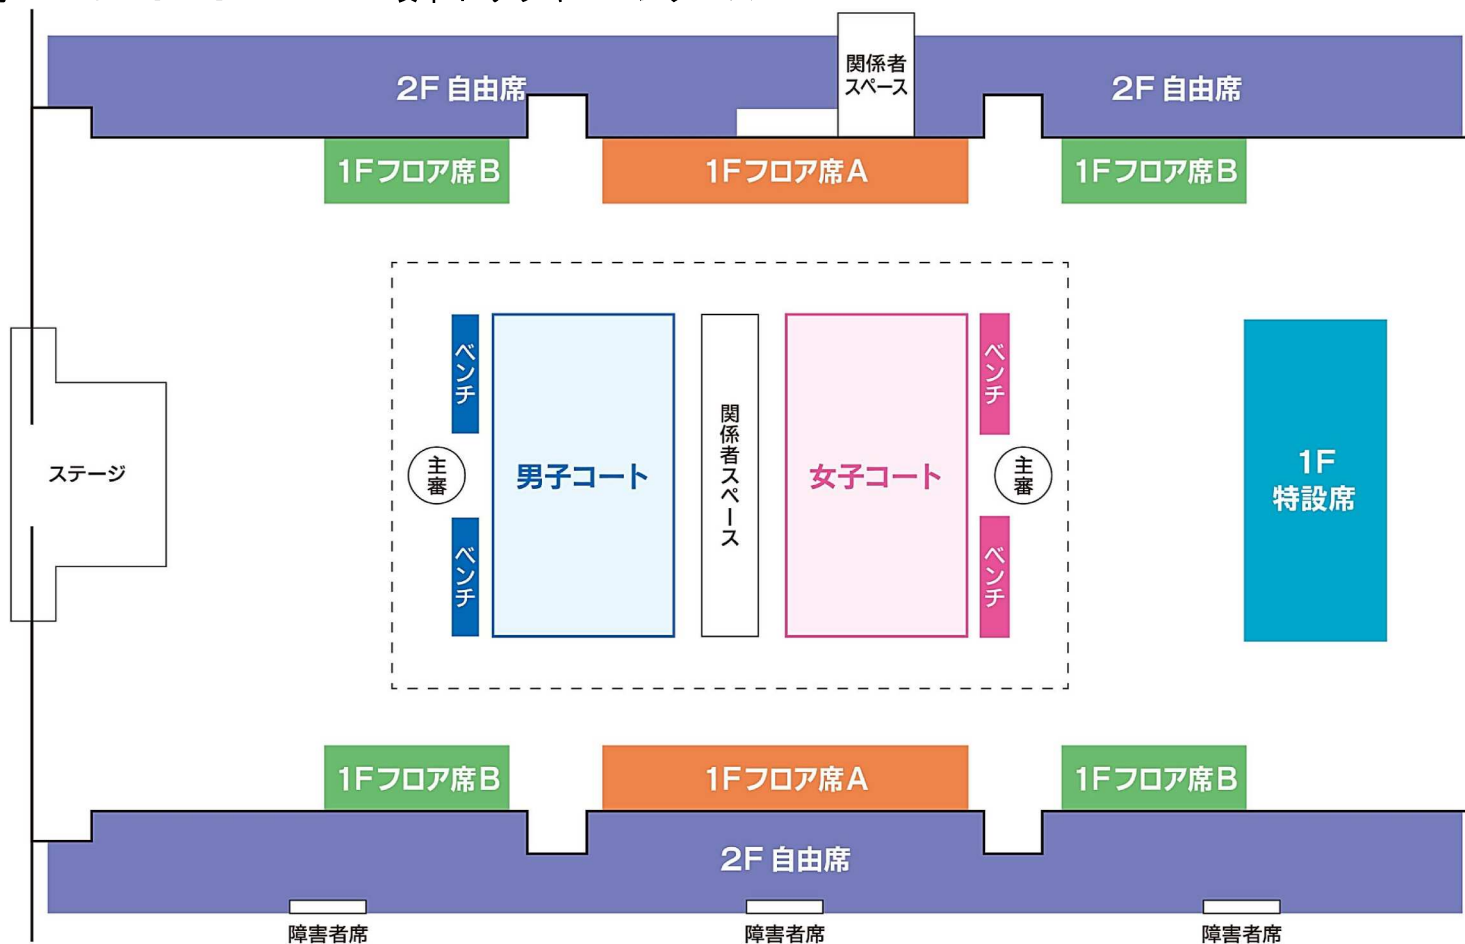 2F 自由席
関係者
スペース
2F 自由席
1Fフロア席B
1Fフロア席A
1Fフロア席B
ステージ
ベンチ
主審
ベンチ
男子コート
関係者スペース
女子コート
ベンチ
主審
ベンチ
1F
特設席
1Fフロア席B
1Fフロア席A
1Fフロア席B
2F 自由席
障害者席
障害者席
障害者席